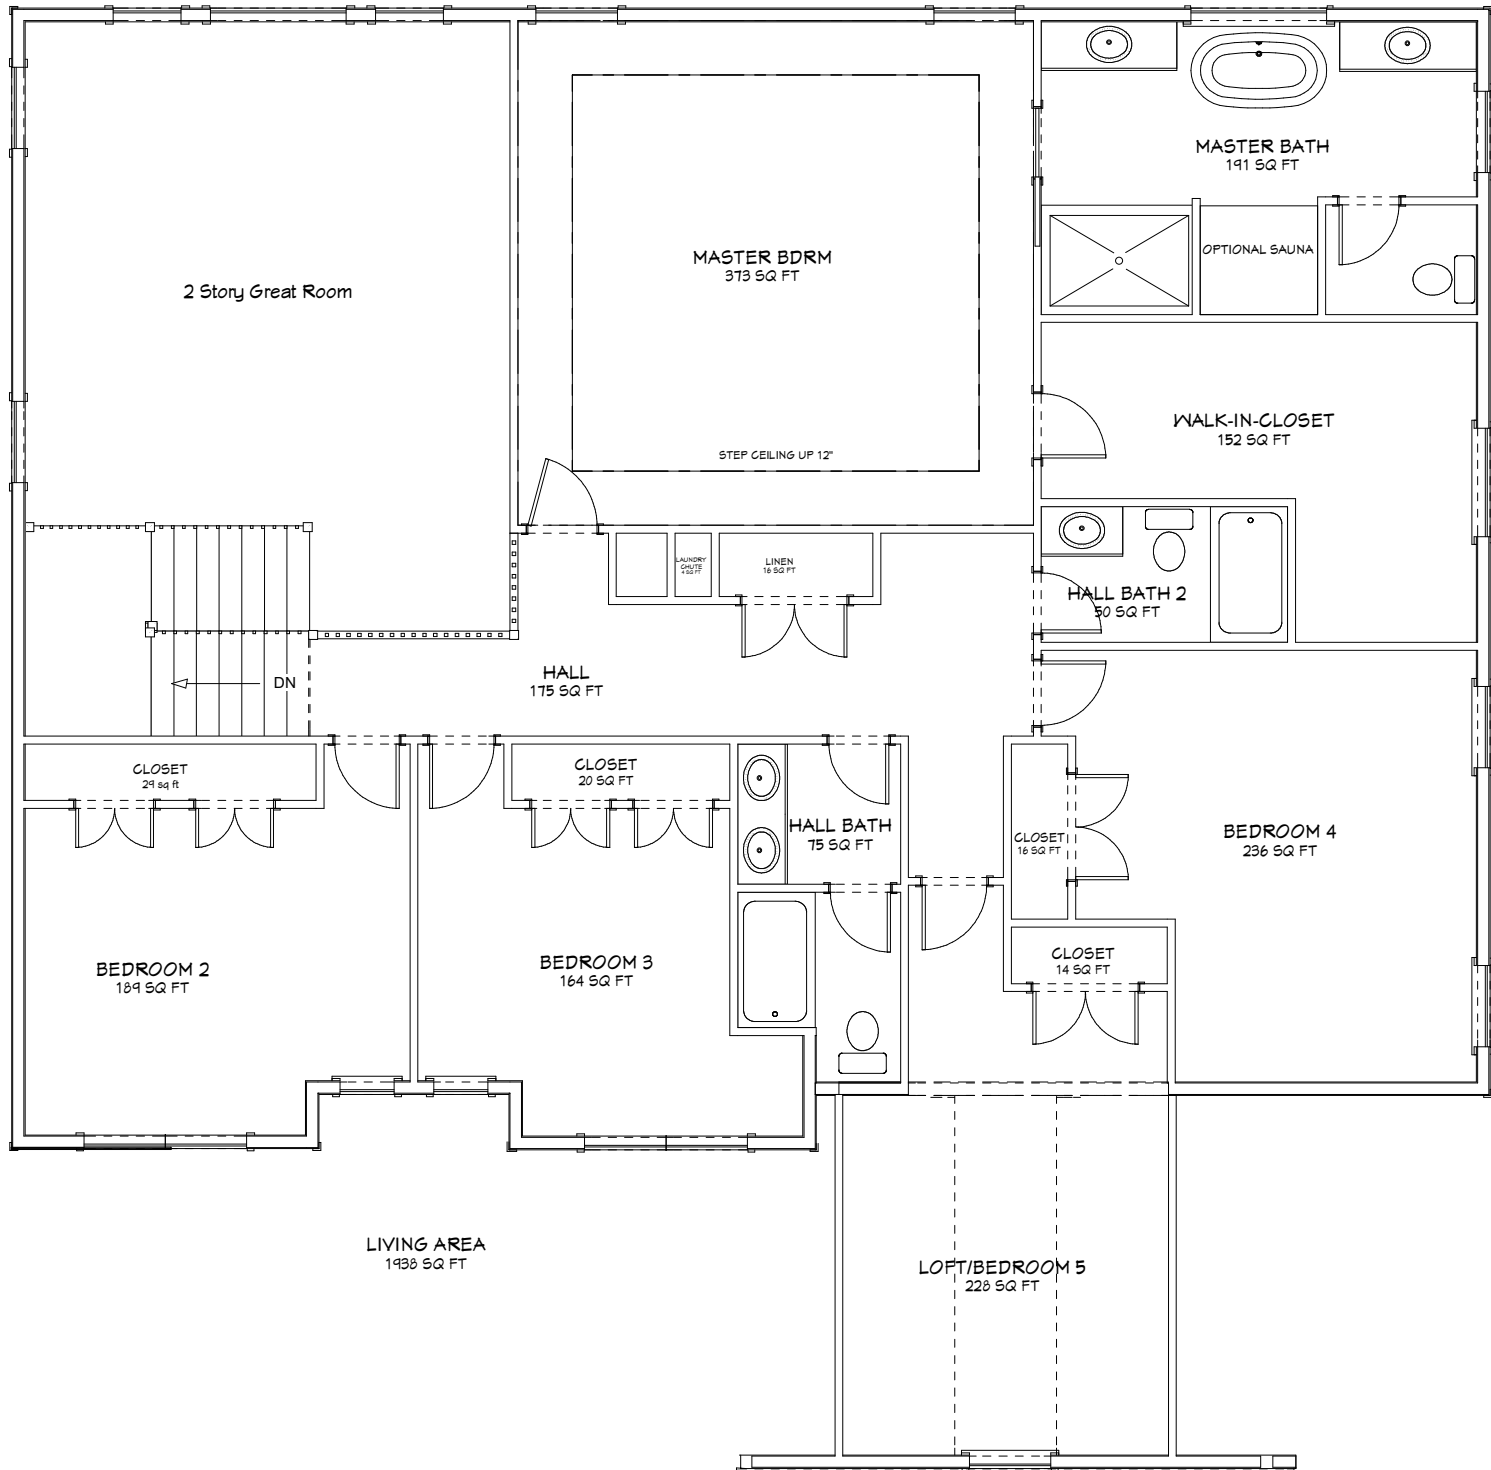 MASTER BATH
191 SQ FT
OPTIONAL SAUNA
MASTER BDRM
373 SQ FT
2 Story Great Room
STEP CEILING UP 12"
WALK-IN-CLOSET
152 SQ FT
LAUNDRY
CHUTE
4 SQ FT
LINEN
16 SQ FT
HALL BATH 2
50 SQ FT
HALL
175 SQ FT
DN
CLOSET
29 sq ft
CLOSET
20 SQ FT
HALL BATH
75 SQ FT
CLOSET
16 SQ FT
BEDROOM 4
236 SQ FT
BEDROOM 2
189 SQ FT
BEDROOM 3
164 SQ FT
CLOSET
14 SQ FT
LIVING AREA
1938 SQ FT
LOFT/BEDROOM 5
228 SQ FT